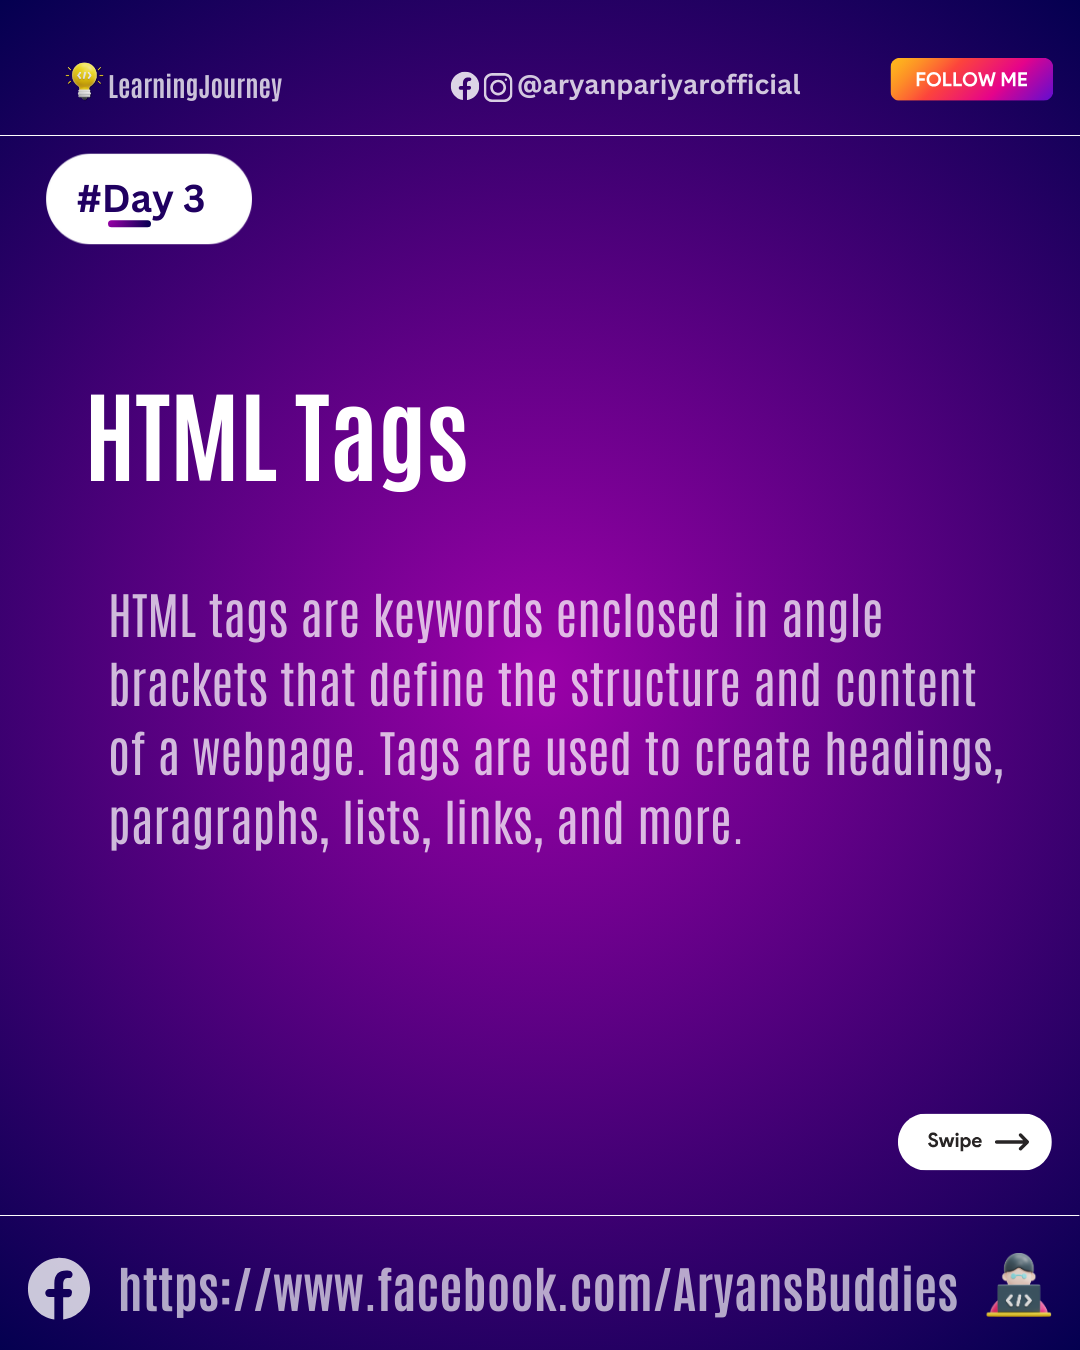 LearningJourney
@aryanpariyarofficial
FOLLOW ME
#Day 3
HTML Tags
HTML tags are keywords enclosed in angle
brackets that define the structure and content
of a webpage. Tags are used to create headings,
paragraphs, lists, links, and more.
Swipe
https://www.facebook.com/AryansBuddies